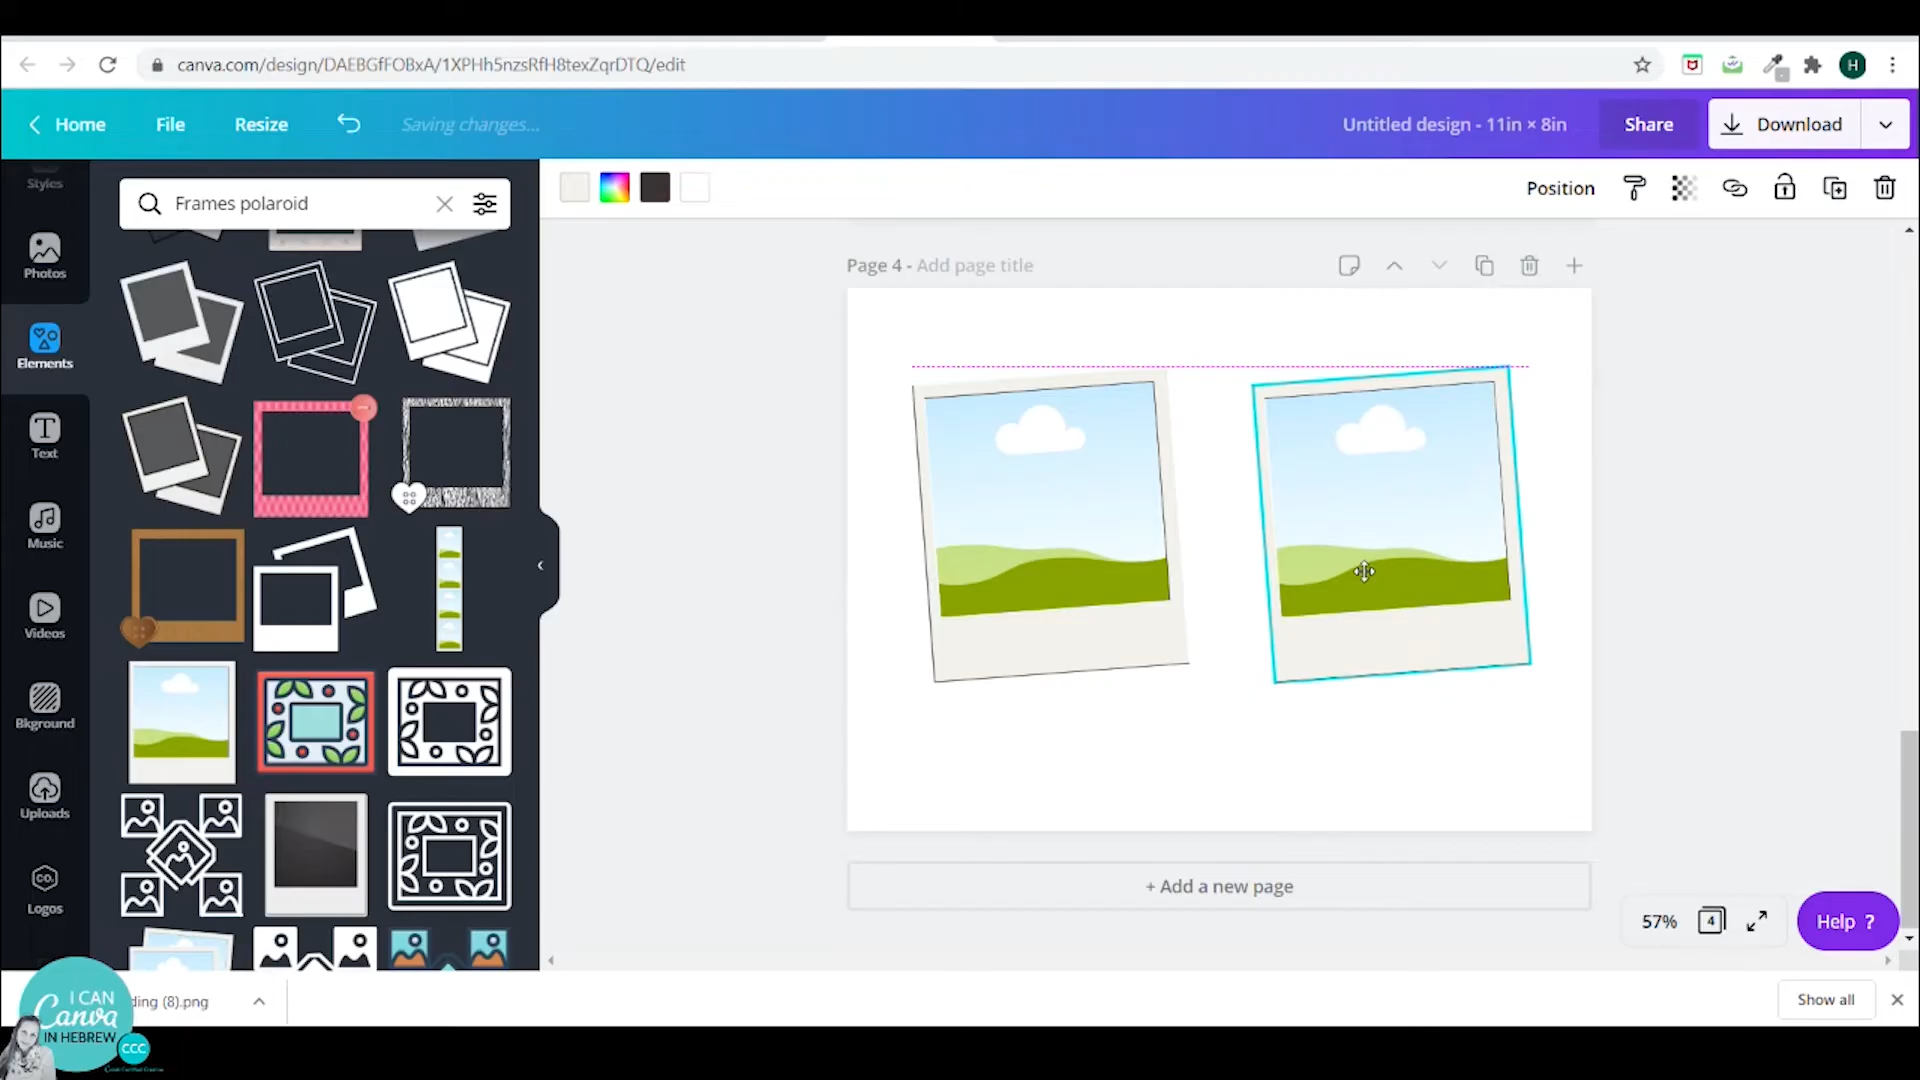 canva.com/design/DAEBGfFOBxA/1XPHh5nzsRfH8texZqrDTQ/edit
H
Home
File
Resize
Saving changes...
Untitled design - 11in × 8in
Share
Download
Styles
Frames polaroid
Position
Photos
Page 4 - Add page title
Elements
Text
Music
Videos
Bkground
Uploads
CO.
Logos
+ Add a new page
57%
4
Help ?
ding (8).png
Show all
I CAN
Canva
IN HEBREW
CCC